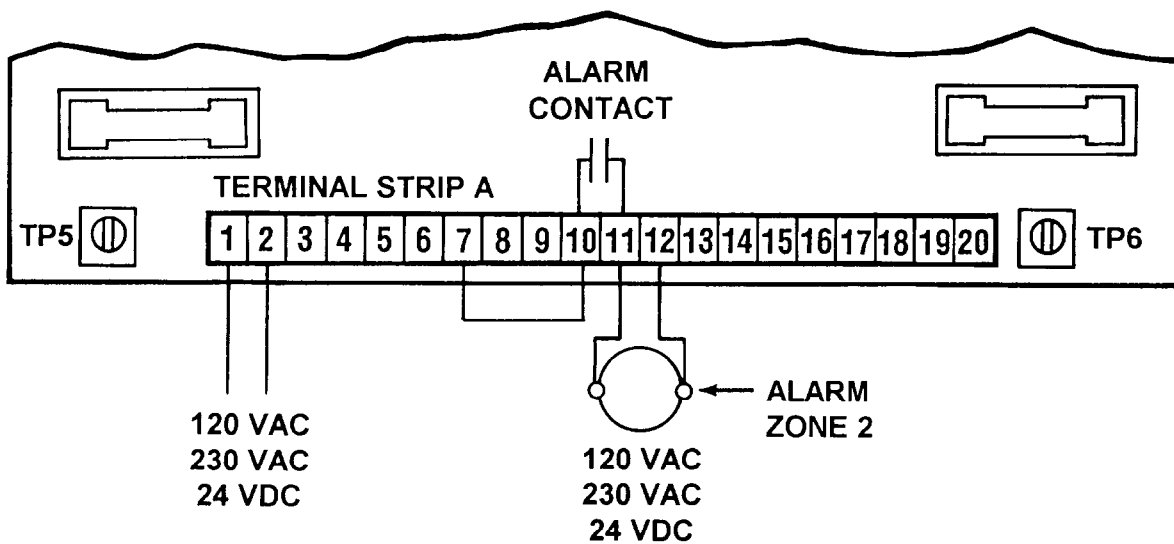 ALARM
CONTACT
TERMINAL STRIP A
TP5
1 2 3 4 5 6 7 8 9 10 11 12 13 14 15 16 17 18 19 20
TP6
120 VAC
230 VAC
24 VDC
ALARM
ZONE 2
120 VAC
230 VAC
24 VDC